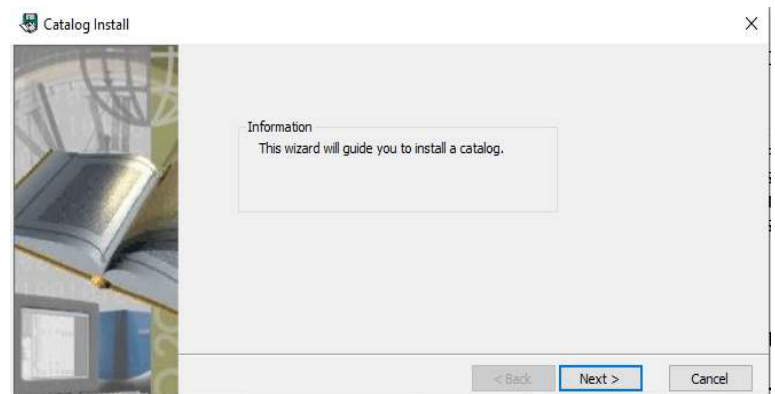 Catalog Install
Information
This wizard will guide you to install a catalog.
< Back
Next >
Cancel